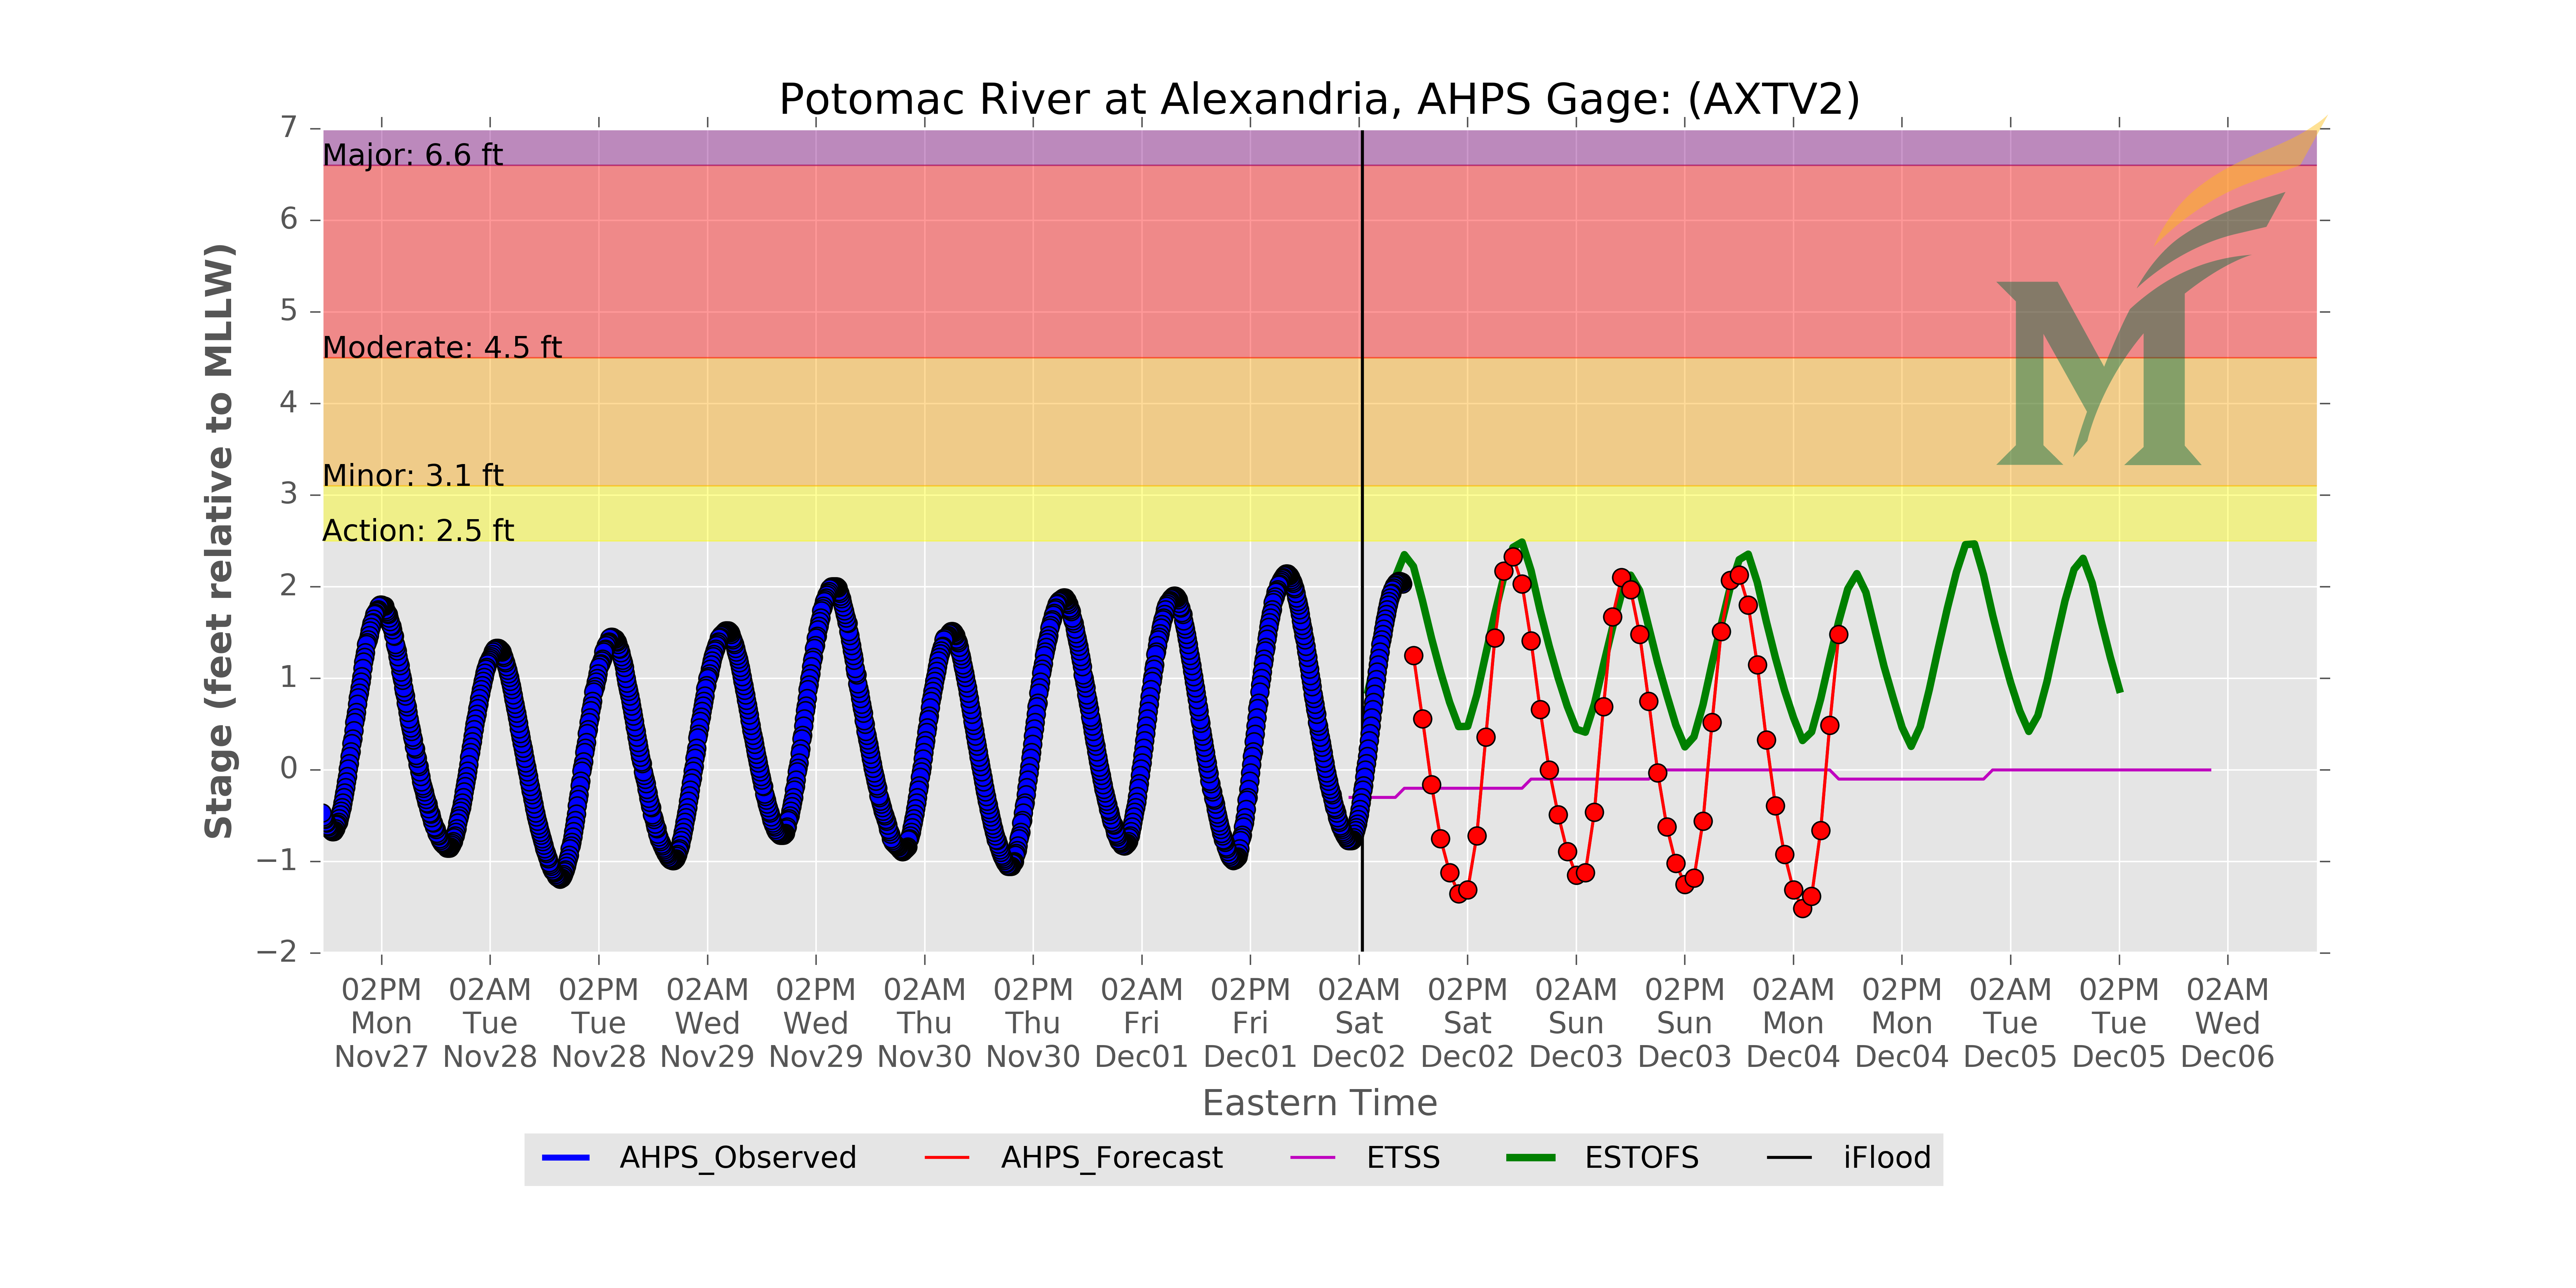 Potomac River at Alexandria, AHPS Gage: (AXTV2)
Stage (feet relative to MLLW)
7
6
5
4
3
2
1
0
−1
−2
Major: 6.6 ft
Moderate: 4.5 ft
Minor: 3.1 ft
Action: 2.5 ft
M
02PM 02AM 02PM 02AM 02PM 02AM 02PM 02AM 02PM 02AM 02PM 02AM 02PM 02AM 02PM 02AM 02PM 02AM
Mon Tue Tue Wed Wed Thu Thu Fri Fri Sat Sat Sun Sun Mon Mon Tue Tue Wed
Nov27 Nov28 Nov28 Nov29 Nov29 Nov30 Nov30 Dec01 Dec01 Dec02 Dec02 Dec03 Dec03 Dec04 Dec04 Dec05 Dec05 Dec06
Eastern Time
AHPS_Observed AHPS_Forecast ETSS ESTOFS iFlood